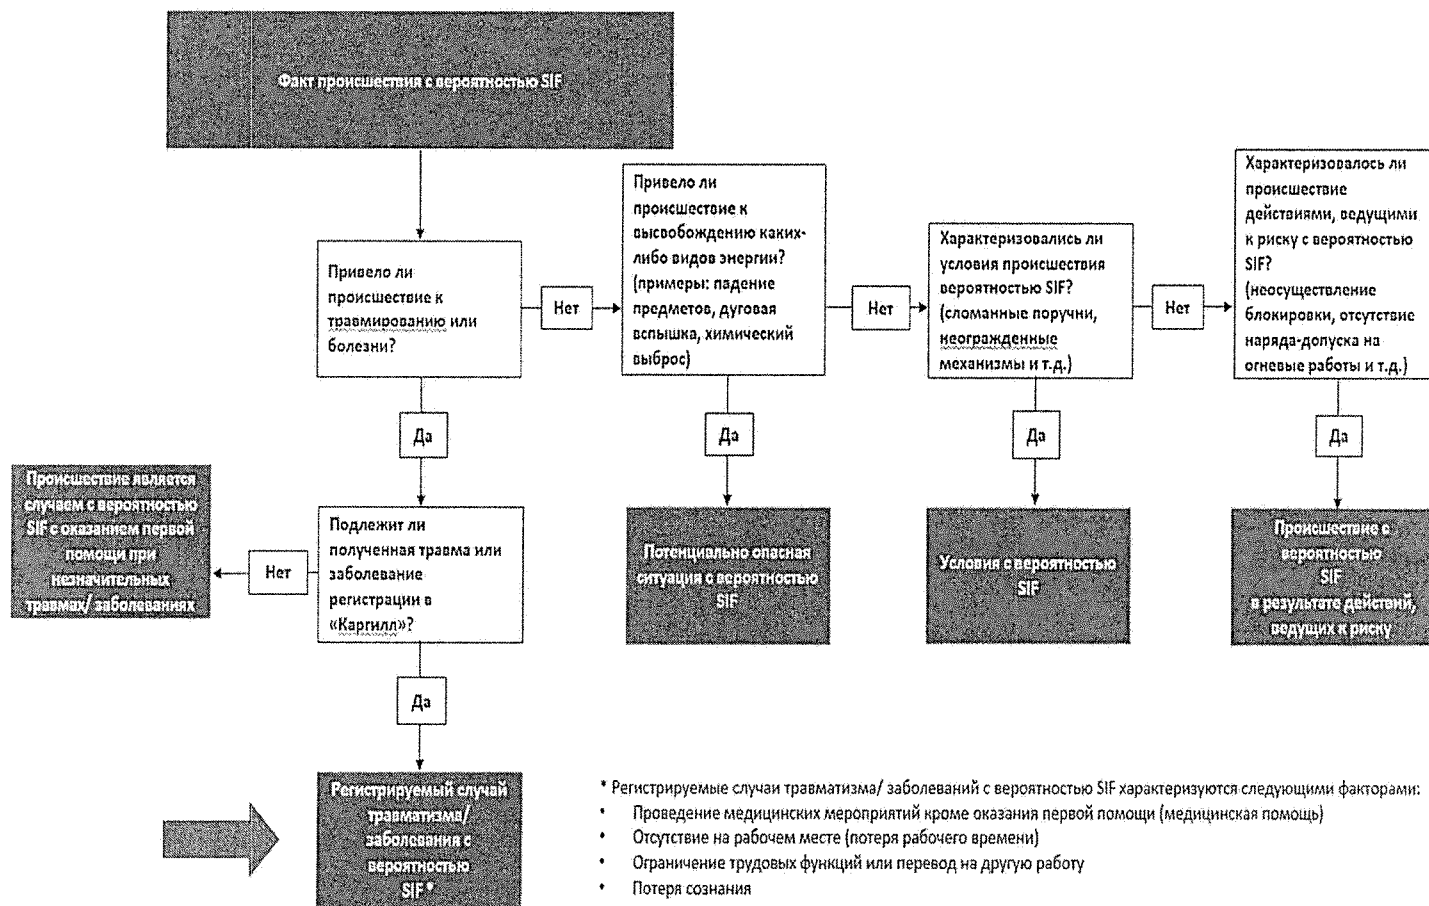 Факт происшествия с вероятностью SIF
Привело ли
происшествие к
травмированию или
болезни?
Нет
Привело ли
происшествие к
высвобождению каких-
либо видов энергии?
(примеры: падение
предметов, дуговая
вспышка, химический
выброс)
Нет
Характеризовались ли
условия происшествия
вероятностью SIF?
(сломанные поручни,
неогражденные
механизмы и т.д.)
Нет
Характеризовалось ли
происшествие
действиями, ведущими
к риску с вероятностью
SIF?
(неосуществление
блокировки, отсутствие
наряда-допуска на
огневые работы и т.д.)
Да
Да
Да
Да
Происшествие является
случаем с вероятностью
SIF с оказанием первой
помощи при
незначительных
травмах/ заболеваниях
Нет
Подлежит ли
полученная травма или
заболевание
регистрации в
«Каргилл»?
Потенциально опасная
ситуация с вероятностью
SIF
Условия с вероятностью
SIF
Происшествие с
вероятностью
SIF
в результате действий,
ведущих к риску
Да
Регистрируемый случай
травматизма/
заболевания с
вероятностью
SIF *
* Регистрируемые случаи травматизма/ заболеваний с вероятностью SIF характеризуются следующими факторами:
• Проведение медицинских мероприятий кроме оказания первой помощи (медицинская помощь)
• Отсутствие на рабочем месте (потеря рабочего времени)
• Ограничение трудовых функций или перевод на другую работу
• Потеря сознания